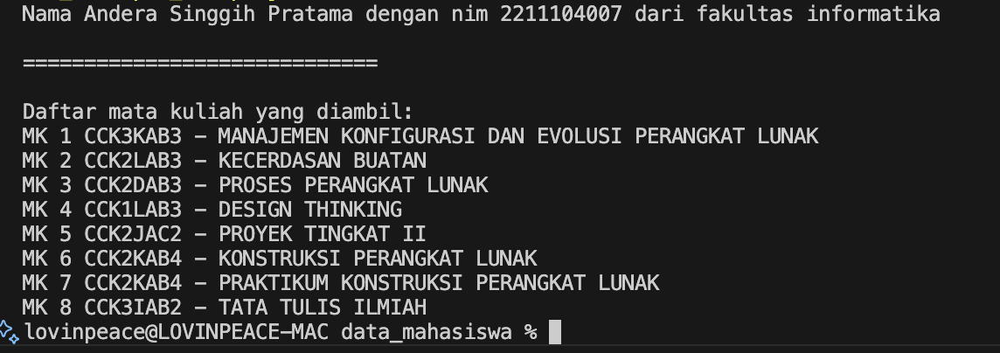 Nama Andera Singgih Pratama dengan nim 2211104007 dari fakultas informatika
=============================
Daftar mata kuliah yang diambil:
MK 1 CCK3KAB3 - MANAJEMEN KONFIGURASI DAN EVOLUSI PERANGKAT LUNAK
MK 2 CCK2LAB3 - KECERDASAN BUATAN
MK 3 CCK2DAB3 - PROSES PERANGKAT LUNAK
MK 4 CCK1LAB3 - DESIGN THINKING
MK 5 CCK2JAC2 - PROYEK TINGKAT II
MK 6 CCK2KAB4 - KONSTRUKSI PERANGKAT LUNAK
MK 7 CCK2KAB4 - PRAKTIKUM KONSTRUKSI PERANGKAT LUNAK
MK 8 CCK3IAB2 - TATA TULIS ILMIAH
lovinpeace@LOVINPEACE-MAC data_mahasiswa %